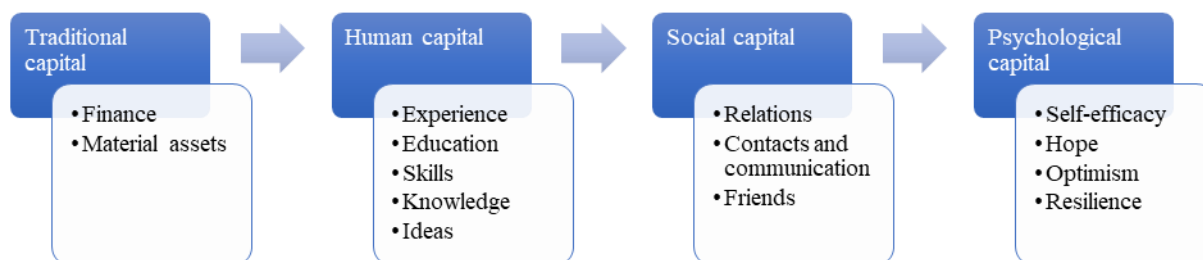 Traditional
capital
• Finance
• Material assets
Human capital
• Experience
• Education
• Skills
• Knowledge
• Ideas
Social capital
• Relations
• Contacts and
communication
• Friends
Psychological
capital
• Self-efficacy
• Hope
• Optimism
• Resilience